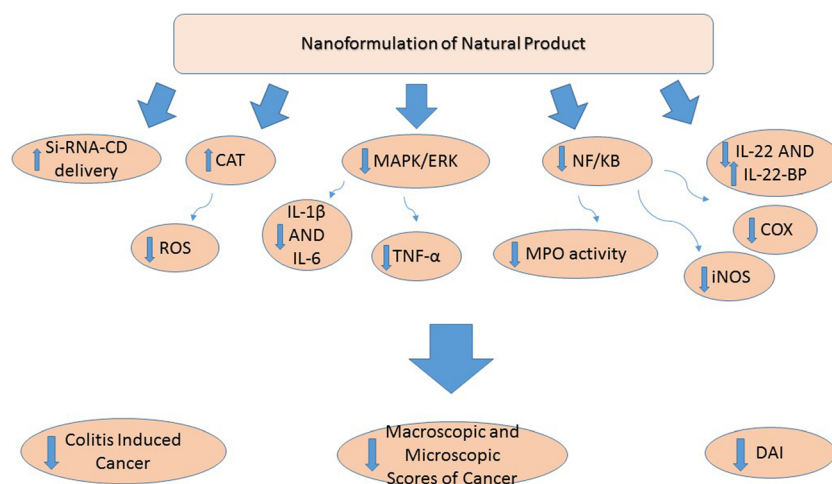 Nanoformulation of Natural Product
Si-RNA-CD
delivery
CAT
MAPK/ERK
NF/KB
IL-22 AND
IL-22-BP
ROS
IL-1β
AND
IL-6
TNF-α
MPO activity
COX
iNOS
Colitis Induced
Cancer
Macroscopic and
Microscopic
Scores of Cancer
DAI